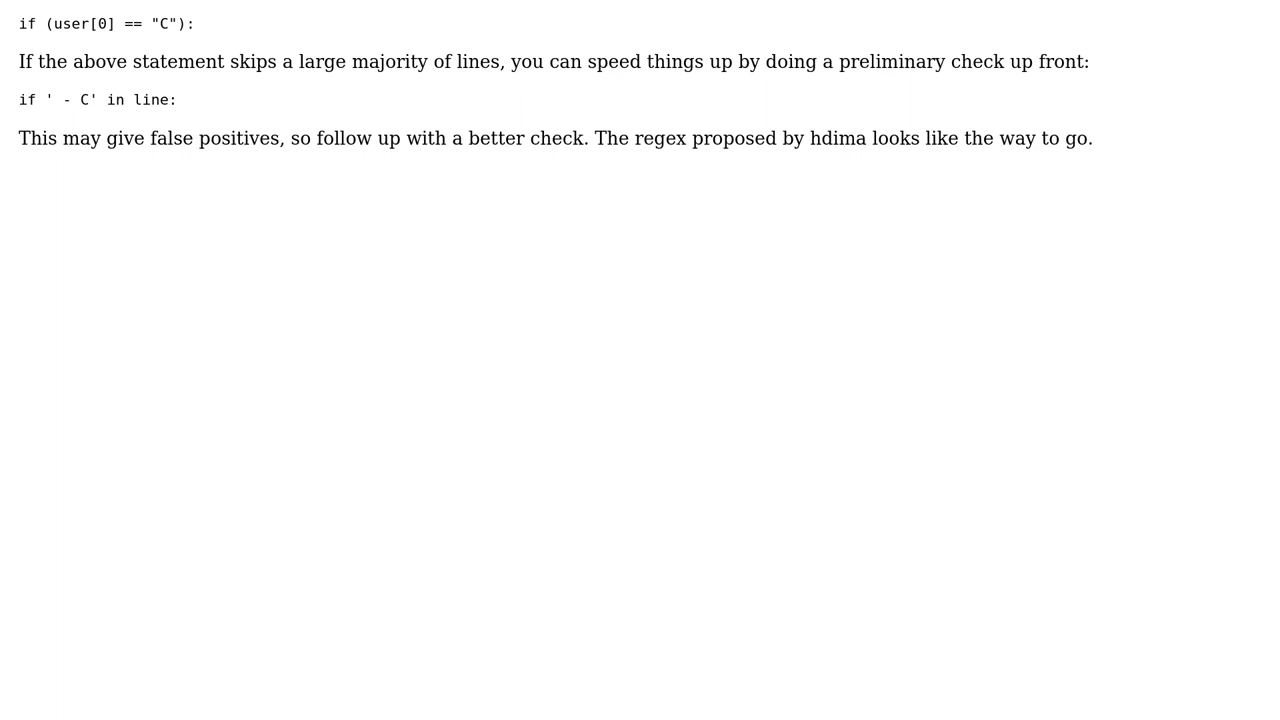 if (user[0] == "C"):
If the above statement skips a large majority of lines, you can speed things up by doing a preliminary check up front:
if ' - C' in line:
This may give false positives, so follow up with a better check. The regex proposed by hdima looks like the way to go.